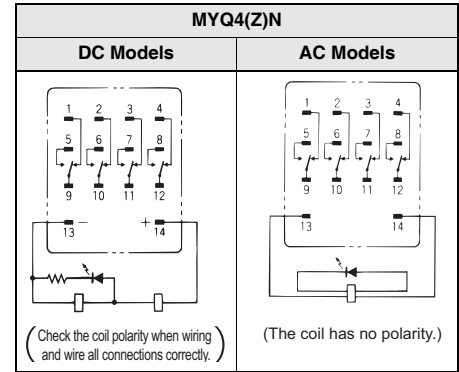 MYQ4(Z)N
DC Models AC Models
1 2 3 4
5 6 7 8
9 10 11 12
13 − + 14
(Check the coil polarity when wiring
and wire all connections correctly.)
1 2 3 4
5 6 7 8
9 10 11 12
13 14
(The coil has no polarity.)